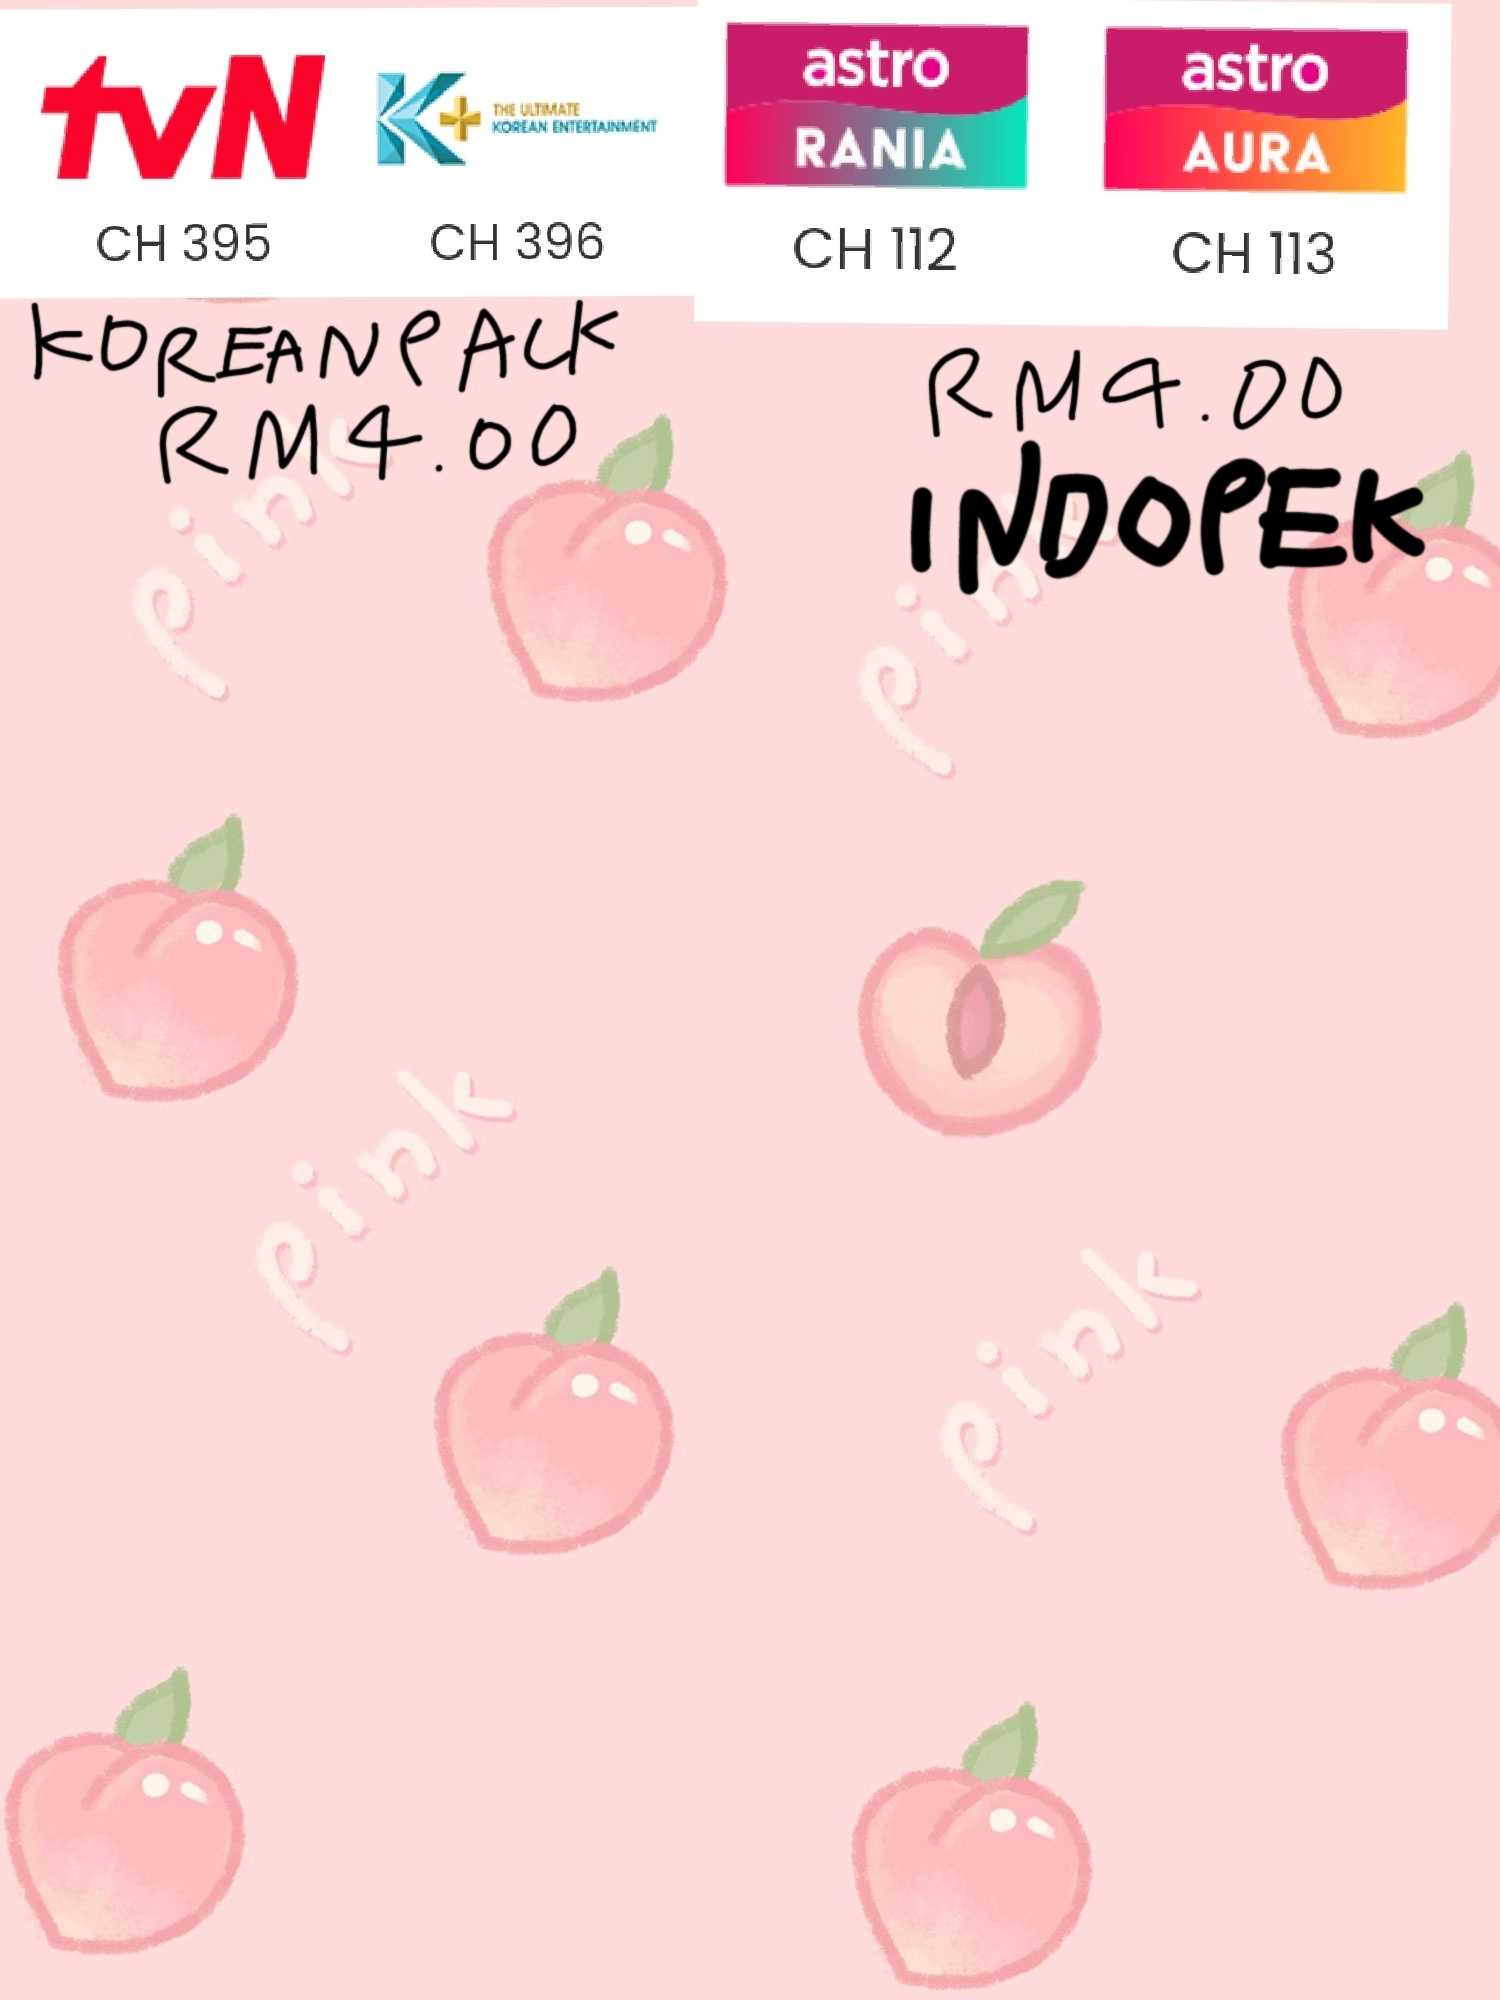 tvN
K+ THE ULTIMATE
KOREAN ENTERTAINMENT
CH 395
CH 396
astro
RANIA
CH 112
astro
AURA
CH 113
KOREANPACK
RM4.00
RM4.00
INDOPEK
pink
pink
pink
pink